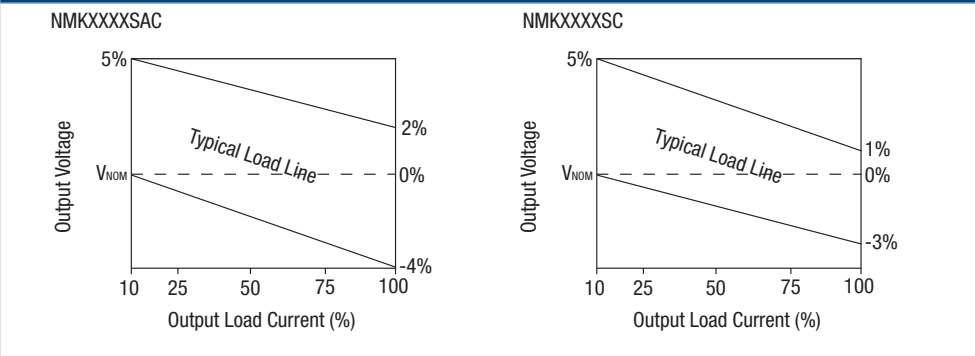 NMKXXXXSAC
5%
Typical Load Line
2%
VNOM
0%
-4%
Output Voltage
10 25 50 75 100
Output Load Current (%)
NMKXXXXSC
5%
Typical Load Line
1%
VNOM
0%
-3%
Output Voltage
10 25 50 75 100
Output Load Current (%)